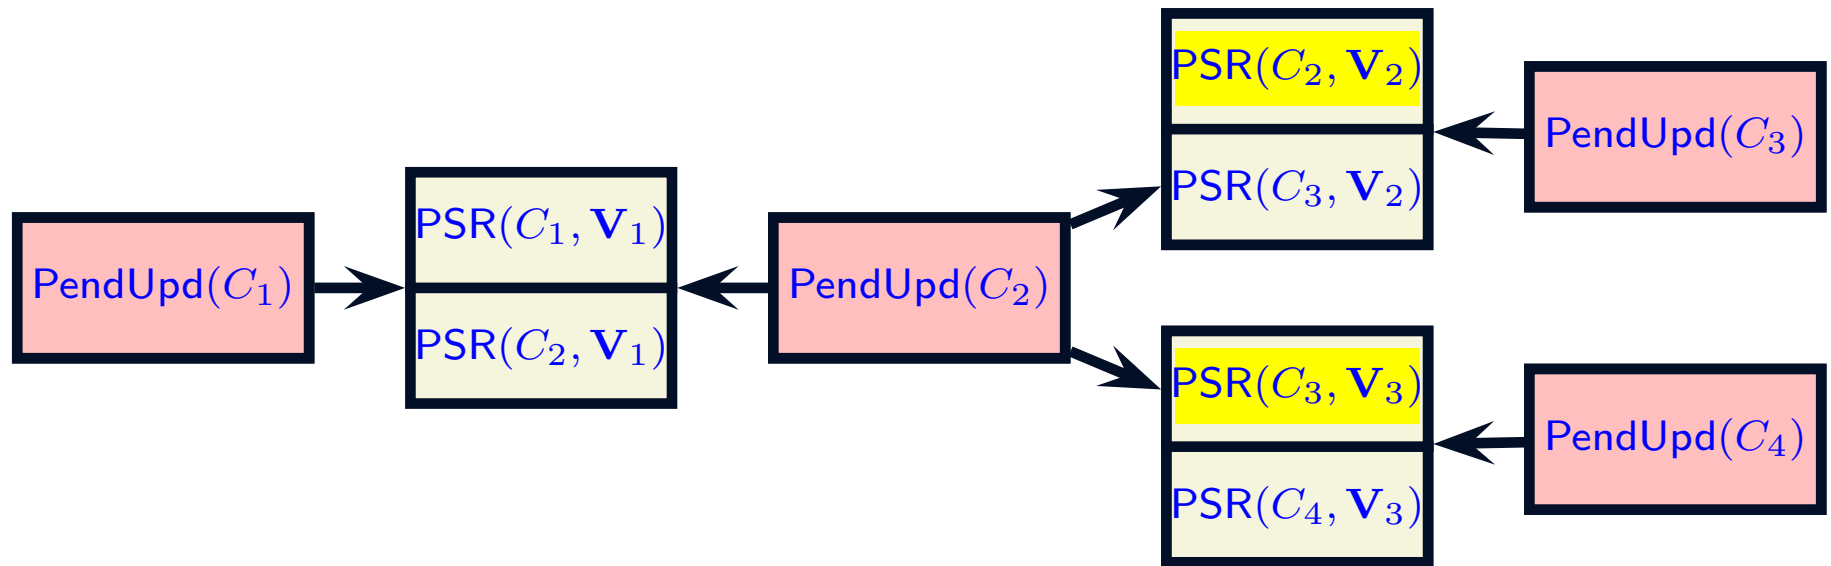 PendUpd(C₁)
PSR(C₁, V₁)
PSR(C₂, V₁)
PendUpd(C₂)
PSR(C₂, V₂)
PSR(C₃, V₂)
PendUpd(C₃)
PSR(C₃, V₃)
PSR(C₄, V₃)
PendUpd(C₄)